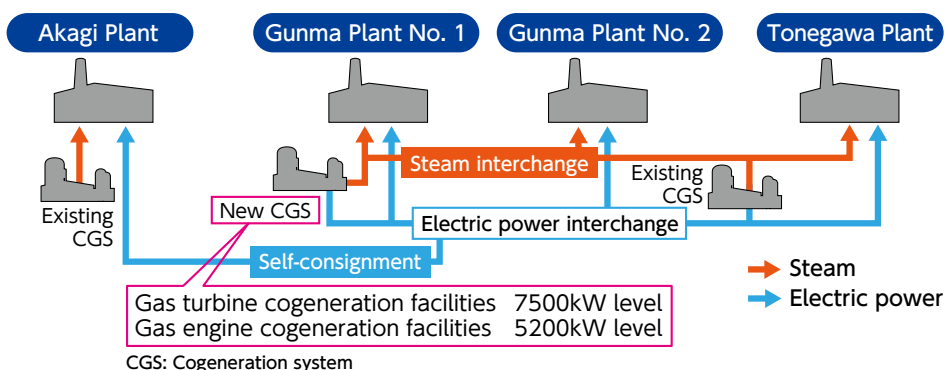 Akagi Plant
Gunma Plant No. 1
Gunma Plant No. 2
Tonegawa Plant
Steam interchange
Existing
CGS
Existing
CGS
New CGS
Electric power interchange
Self-consignment
Steam
Electric power
Gas turbine cogeneration facilities 7500kW level
Gas engine cogeneration facilities 5200kW level
CGS: Cogeneration system